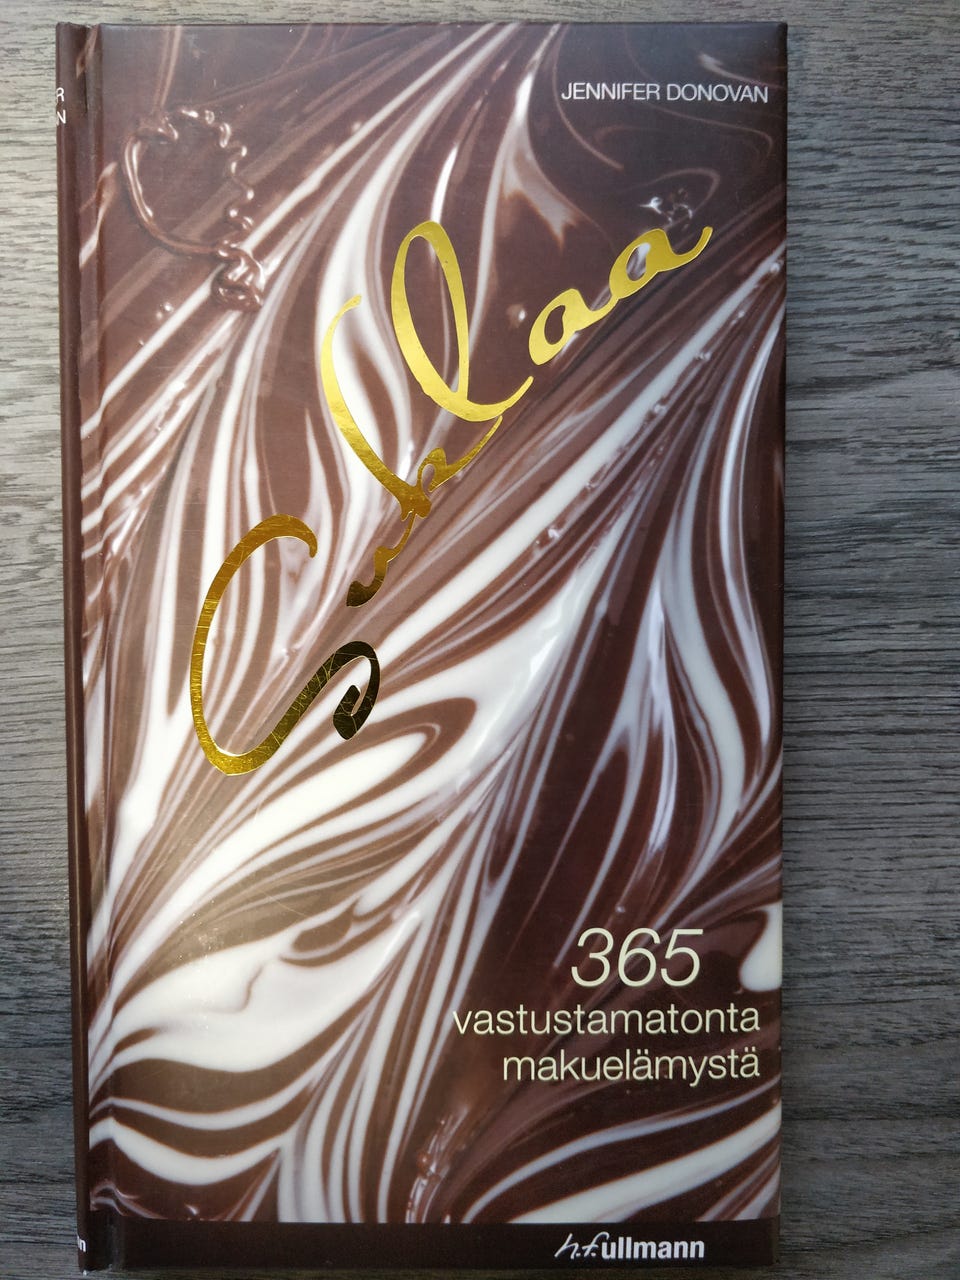 JENNIFER DONOVAN
Suklaa
365
vastustamatonta
makuelämystä
h.f.ullmann